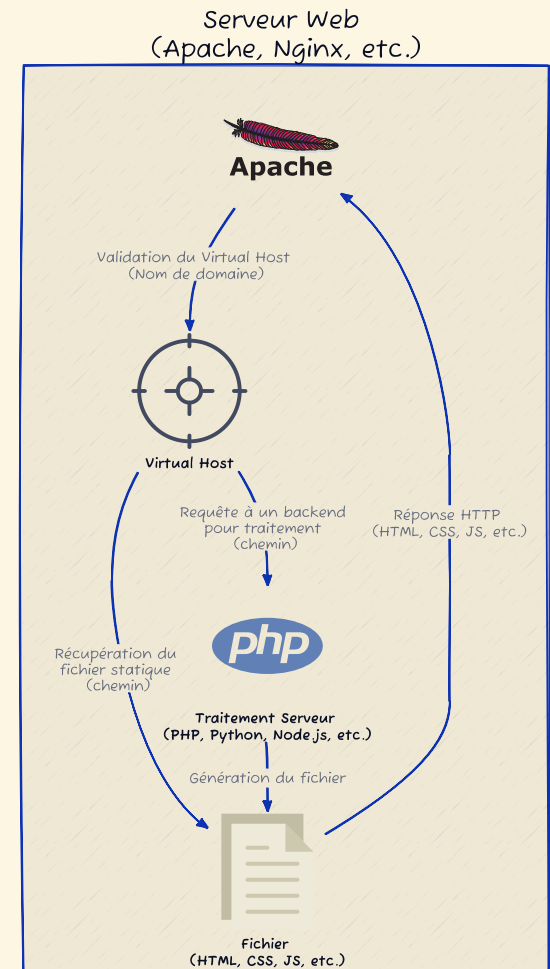 Serveur Web
(Apache, Nginx, etc.)
Apache
Validation du Virtual Host
(Nom de domaine)
Virtual Host
Requête à un backend
pour traitement
(chemin)
Réponse HTTP
(HTML, CSS, JS, etc.)
php
Récupération du
fichier statique
(chemin)
Traitement Serveur
(PHP, Python, Node.js, etc.)
Génération du fichier
Fichier
(HTML, CSS, JS, etc.)